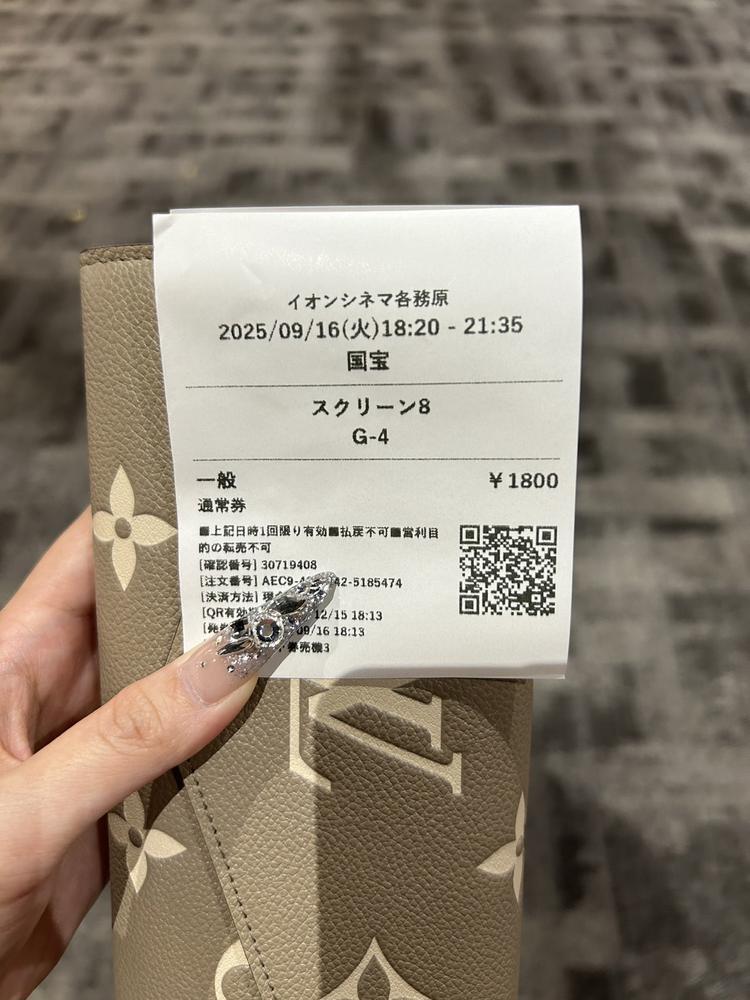 イオンシネマ各務原
2025/09/16(火)18:20 - 21:35
国宝
スクリーン8
G-4
一般 ¥1800
通常券
■上記日時1回限り有効■払戻不可■営利目
的の転売不可
[確認番号] 30719408
[注文番号] AEC9-4 42-5185474
[決済方法] 現
[QR有効 12/15 18:13
[発 09/16 18:13
券売機3